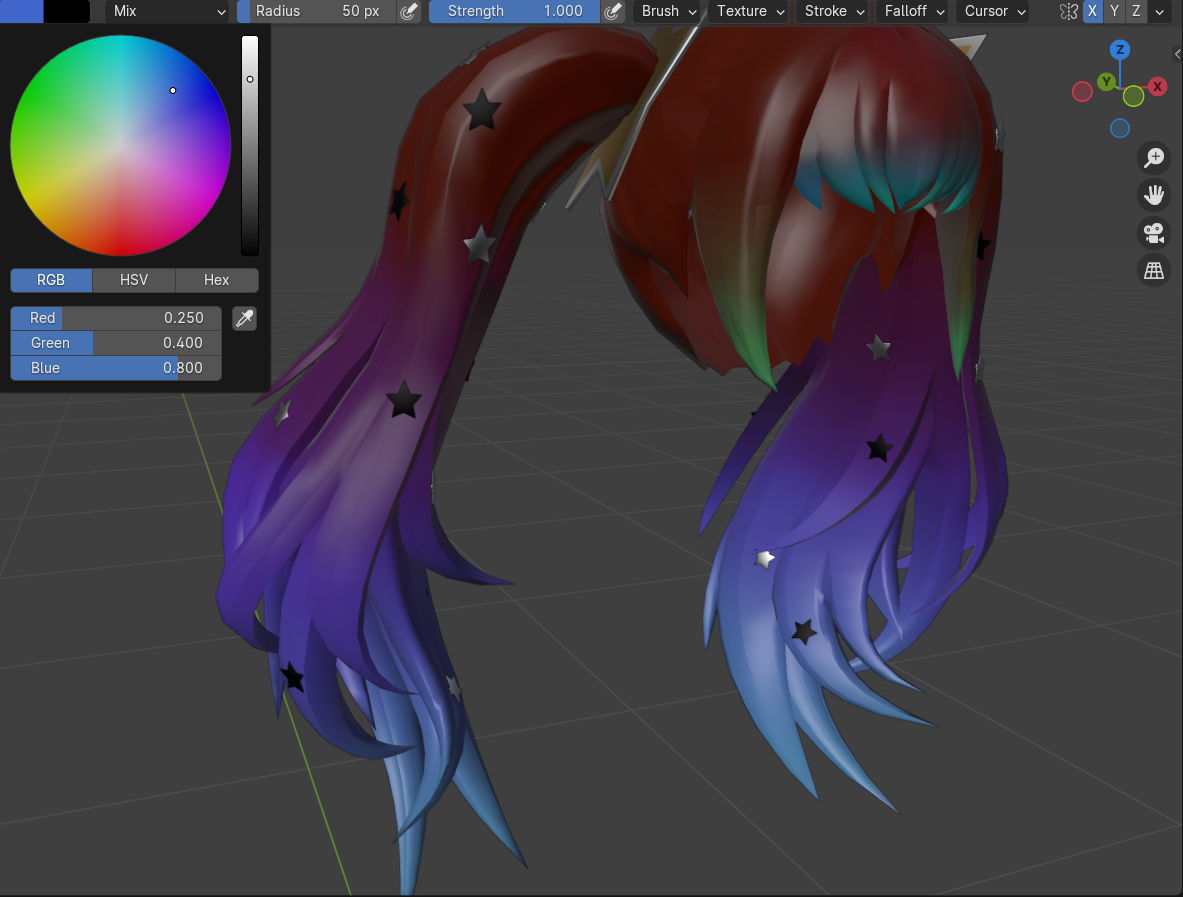 Mix Radius 50 px Strength 1.000 Brush Texture Stroke Falloff Cursor X Y Z
Z
Y X
RGB HSV Hex
Red 0.250
Green 0.400
Blue 0.800